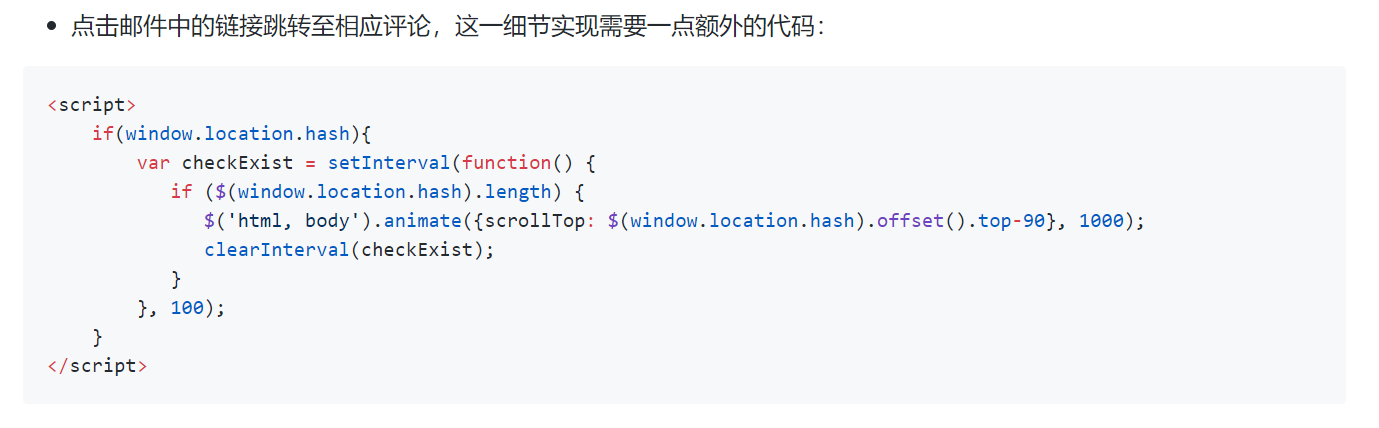 点击邮件中的链接跳转至相应评论，这一细节实现需要一点额外的代码：
<script>
    if(window.location.hash){
        var checkExist = setInterval(function() {
           if ($(window.location.hash).length) {
              $('html, body').animate({scrollTop: $(window.location.hash).offset().top-90}, 1000);
              clearInterval(checkExist);
           }
        }, 100);
    }
</script>